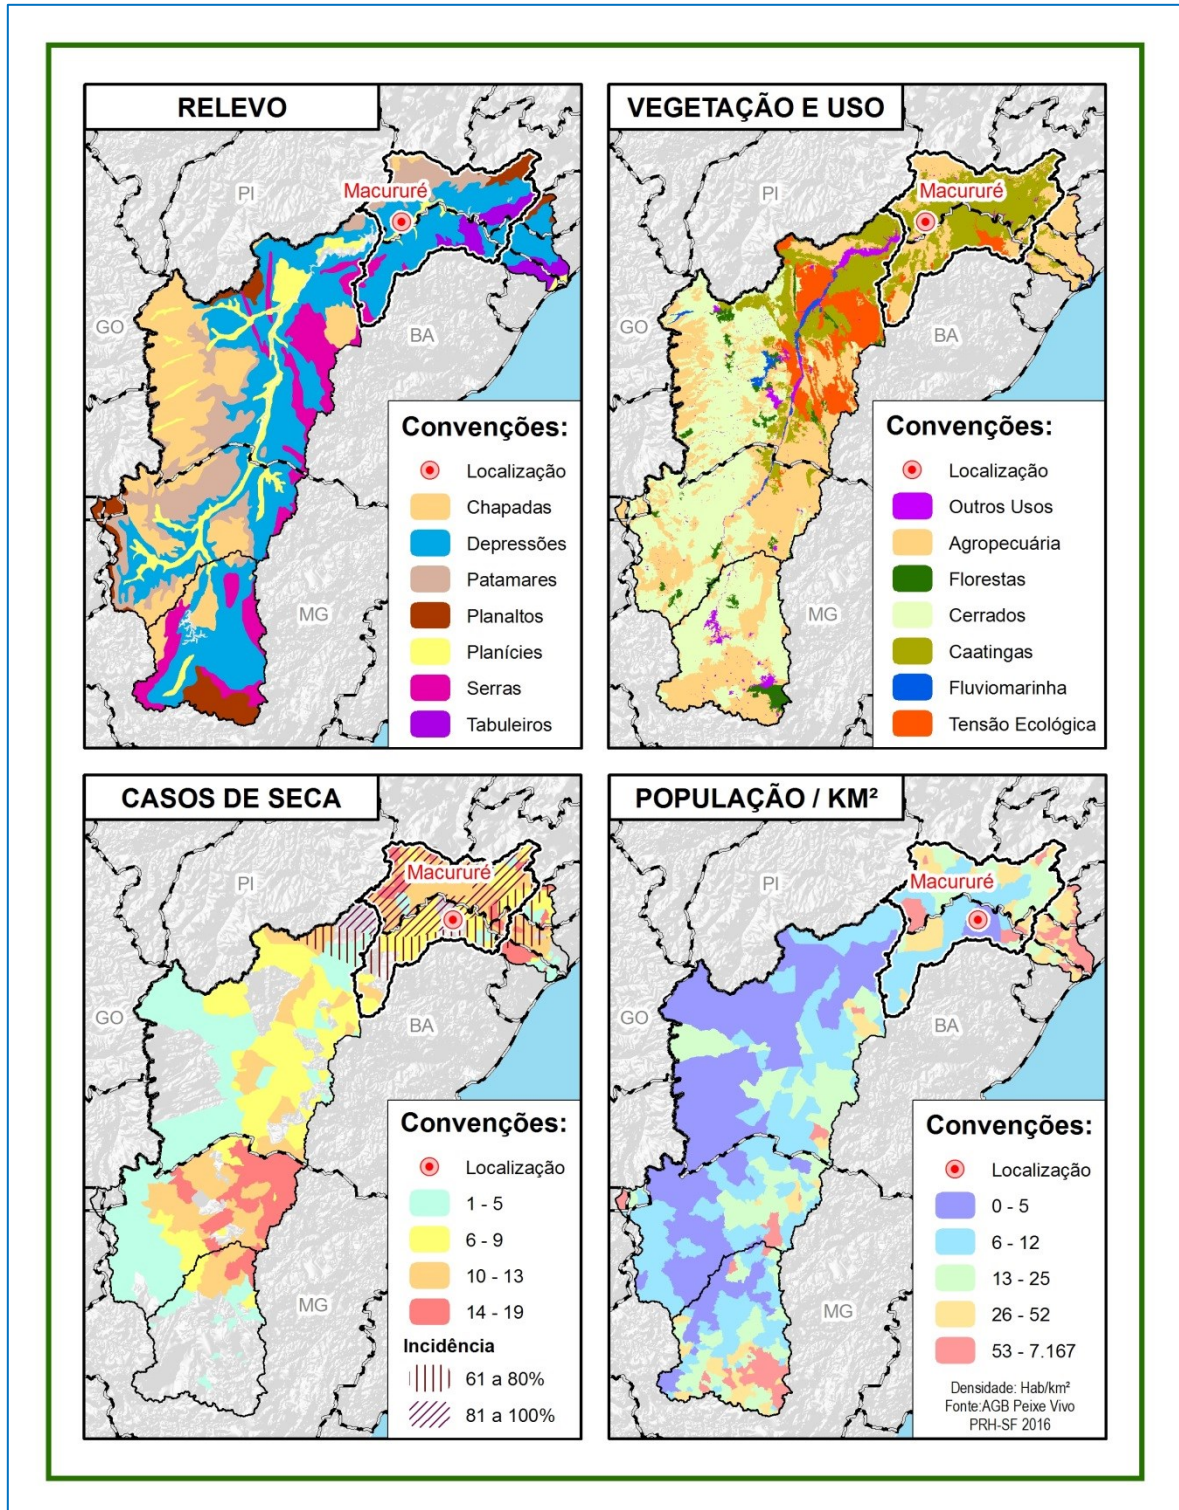 RELEVO
PI
Macururé
GO
BA
MG
Convenções:
Localização
Chapadas
Depressões
Patamares
Planaltos
Planícies
Serras
Tabuleiros
VEGETAÇÃO E USO
PI
Macururé
GO
BA
MG
Convenções:
Localização
Outros Usos
Agropecuária
Florestas
Cerrados
Caatingas
Fluviomarinha
Tensão Ecológica
CASOS DE SECA
PI
Macururé
GO
BA
MG
Convenções:
Localização
1 - 5
6 - 9
10 - 13
14 - 19
Incidência
61 a 80%
81 a 100%
POPULAÇÃO / KM²
PI
Macururé
GO
BA
MG
Convenções:
Localização
0 - 5
6 - 12
13 - 25
26 - 52
53 - 7.167
Densidade: Hab/km²
Fonte:AGB Peixe Vivo
PRH-SF 2016